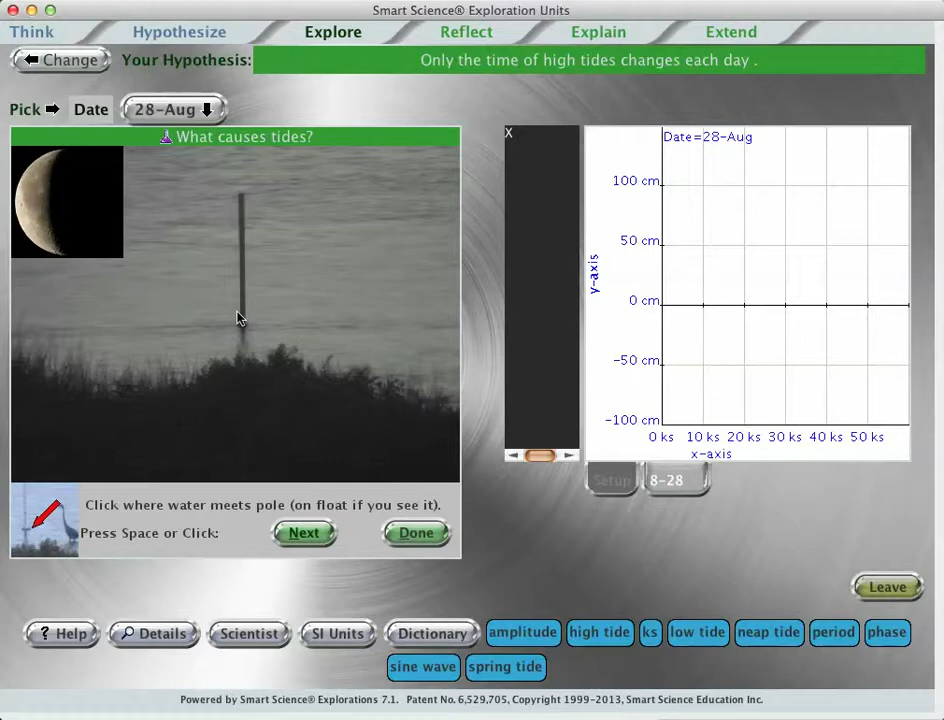 Smart Science® Exploration Units
Think Hypothesize Explore Reflect Explain Extend
Change Your Hypothesis: Only the time of high tides changes each day .
Pick Date 28-Aug
What causes tides?
X
Date=28-Aug
100 cm
50 cm
0 cm
-50 cm
-100 cm
y-axis
0 ks 10 ks 20 ks 30 ks 40 ks 50 ks
x-axis
Setup 8-28
Click where water meets pole (on float if you see it).
Press Space or Click: Next Done
Leave
? Help Details Scientist SI Units Dictionary amplitude high tide ks low tide neap tide period phase
sine wave spring tide
Powered by Smart Science® Explorations 7.1. Patent No. 6,529,705, Copyright 1999-2013, Smart Science Education Inc.